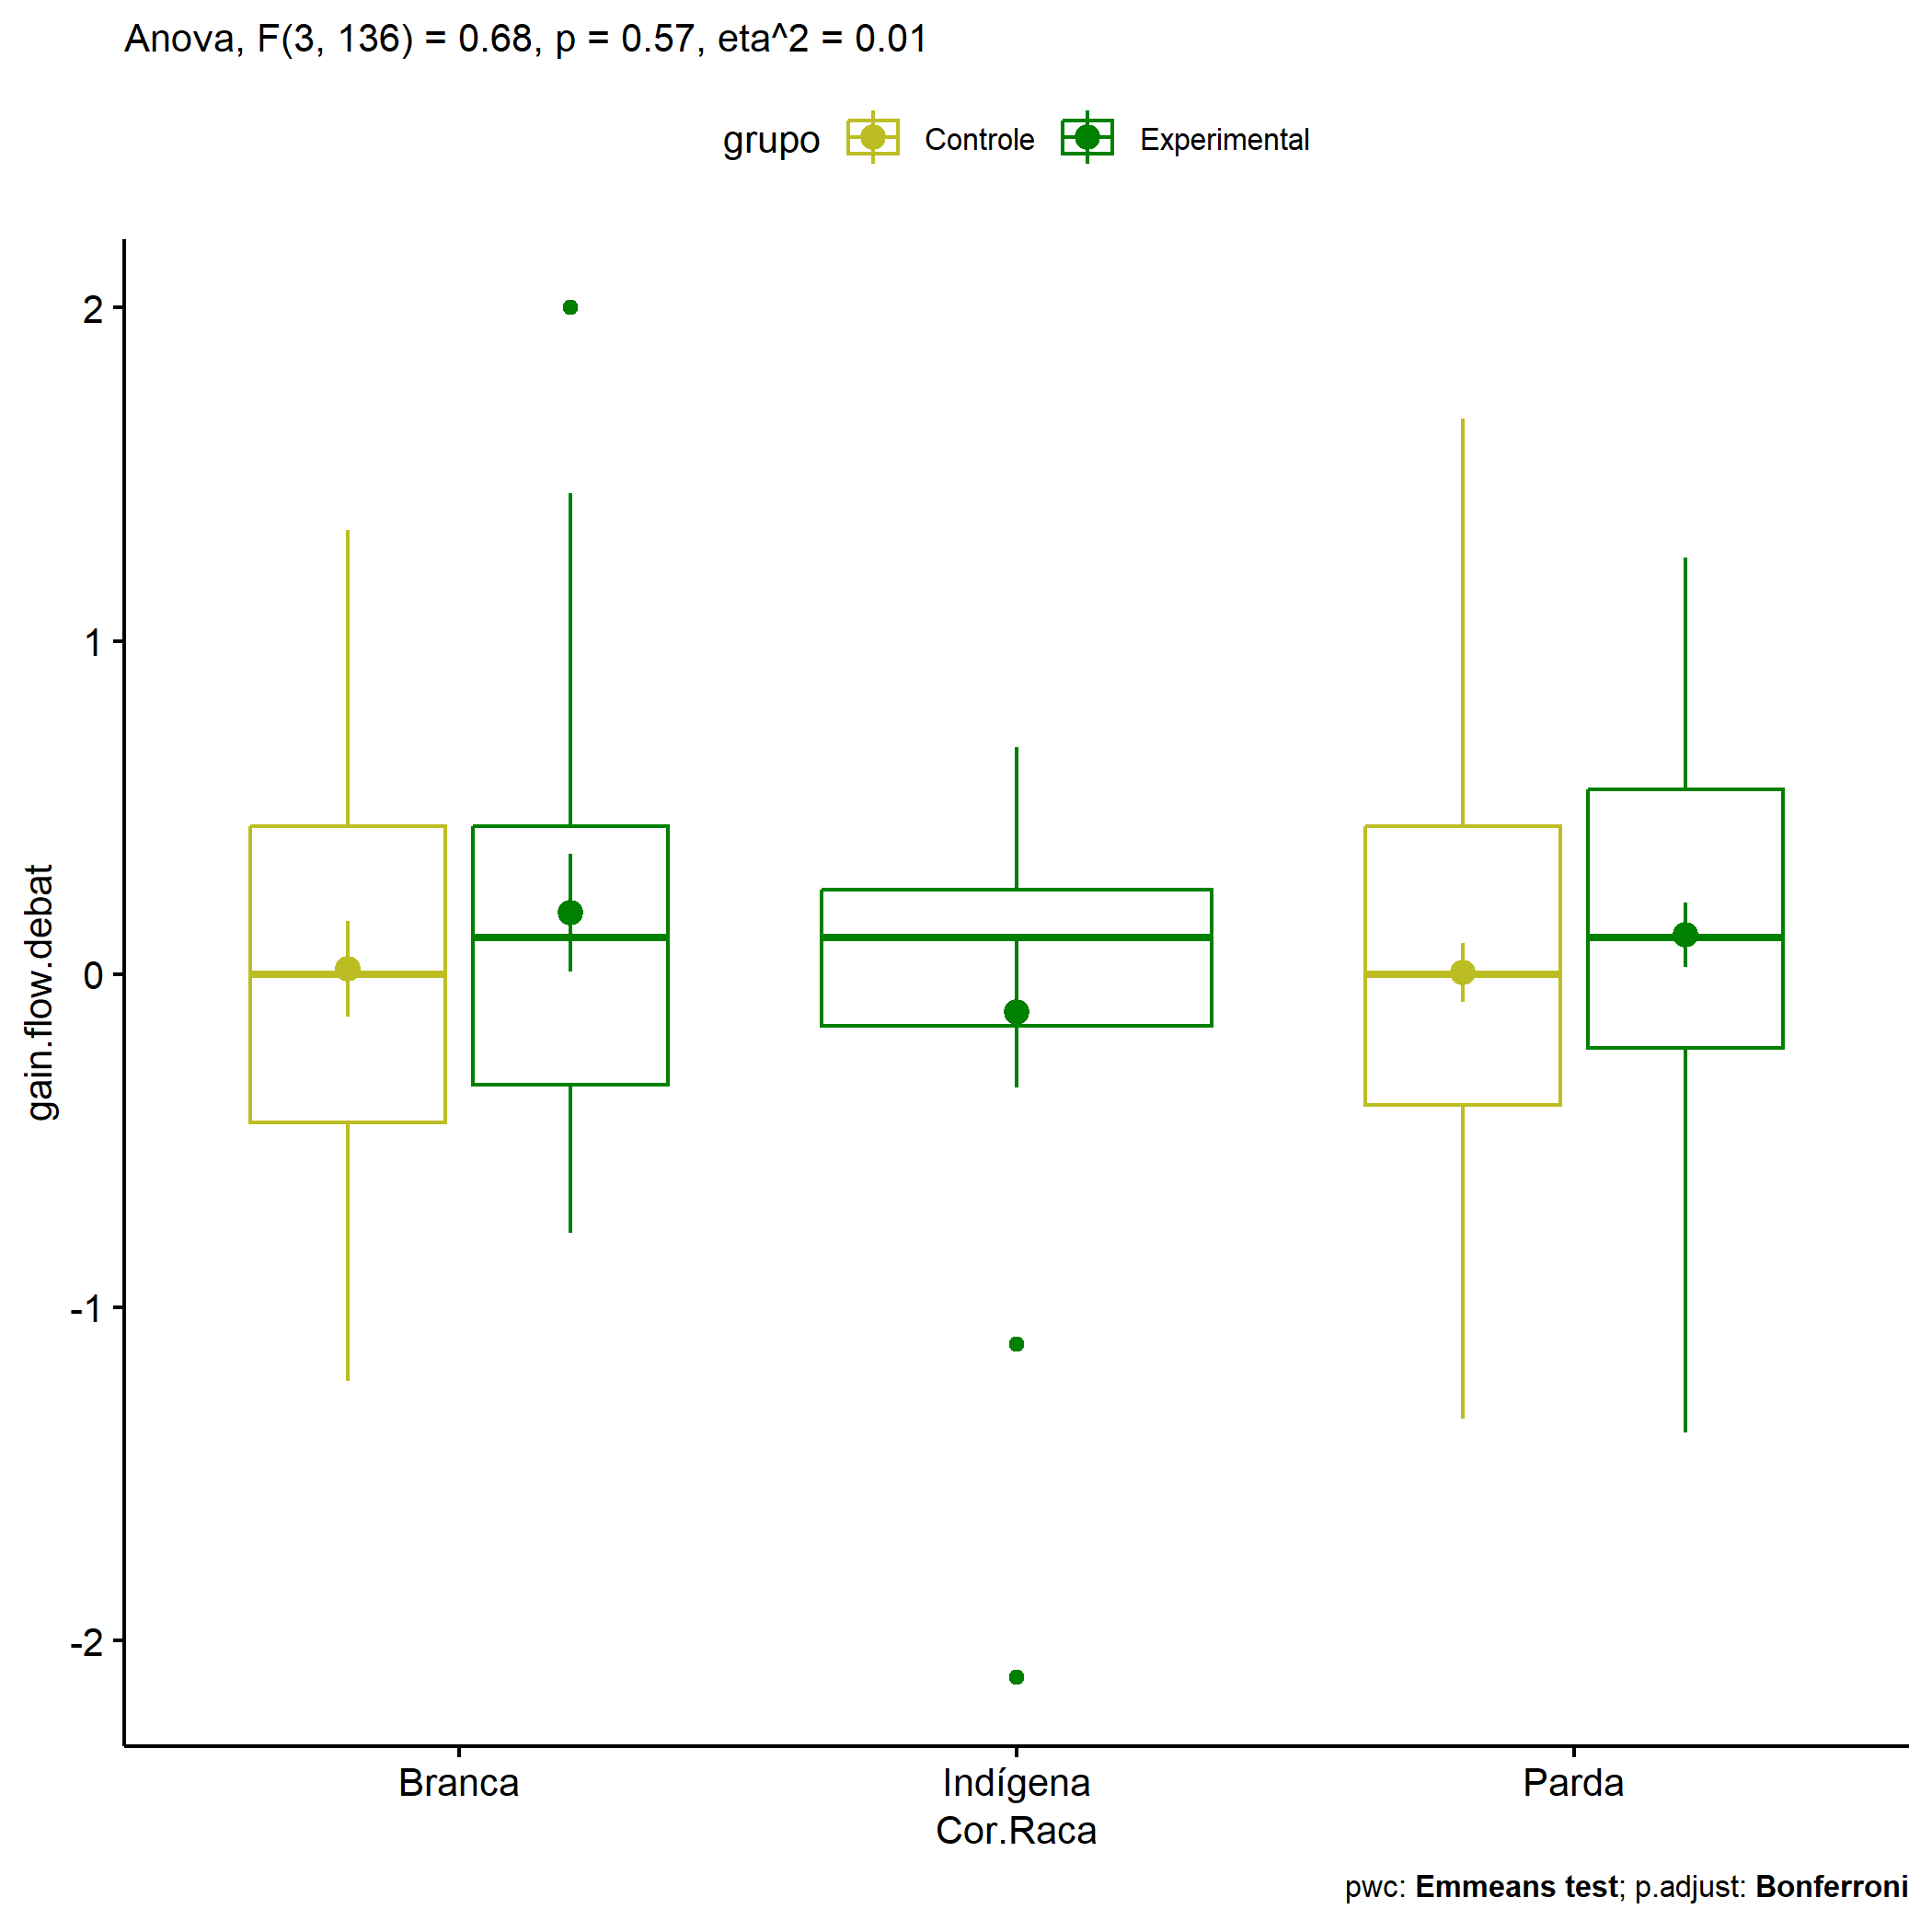 Anova, F(3, 136) = 0.68, p = 0.57, eta^2 = 0.01
grupo Controle Experimental
gain.flow.debat
2
1
0
-1
-2
Branca Indígena Parda
Cor.Raca
pwc: Emmeans test; p.adjust: Bonferroni